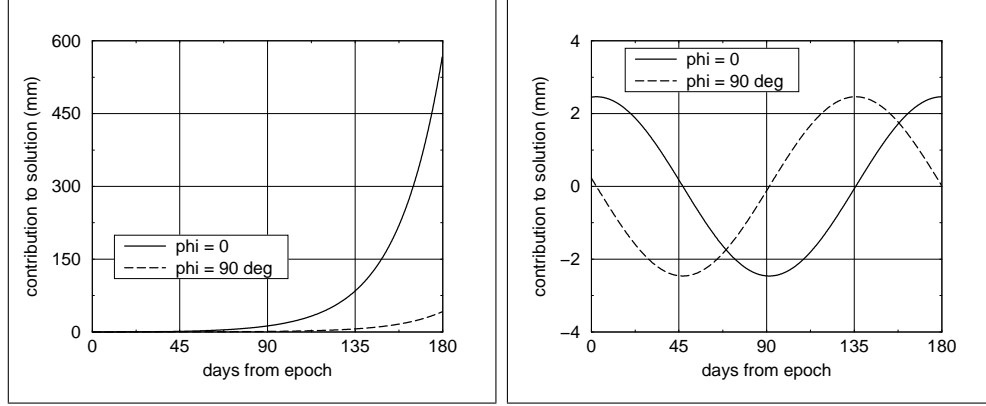 600
450
300
150
0
contribution to solution (mm)
phi = 0
phi = 90 deg
0 45 90 135 180
days from epoch
4
2
0
−2
−4
contribution to solution (mm)
phi = 0
phi = 90 deg
0 45 90 135 180
days from epoch